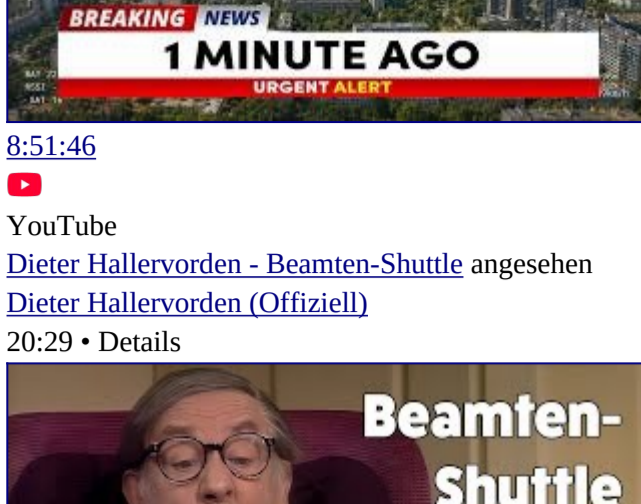 BREAKING NEWS
1 MINUTE AGO
URGENT ALERT
8:51:46
YouTube
Dieter Hallervorden - Beamten-Shuttle angesehen
Dieter Hallervorden (Offiziell)
20:29 • Details
Beamten-
Shuttle